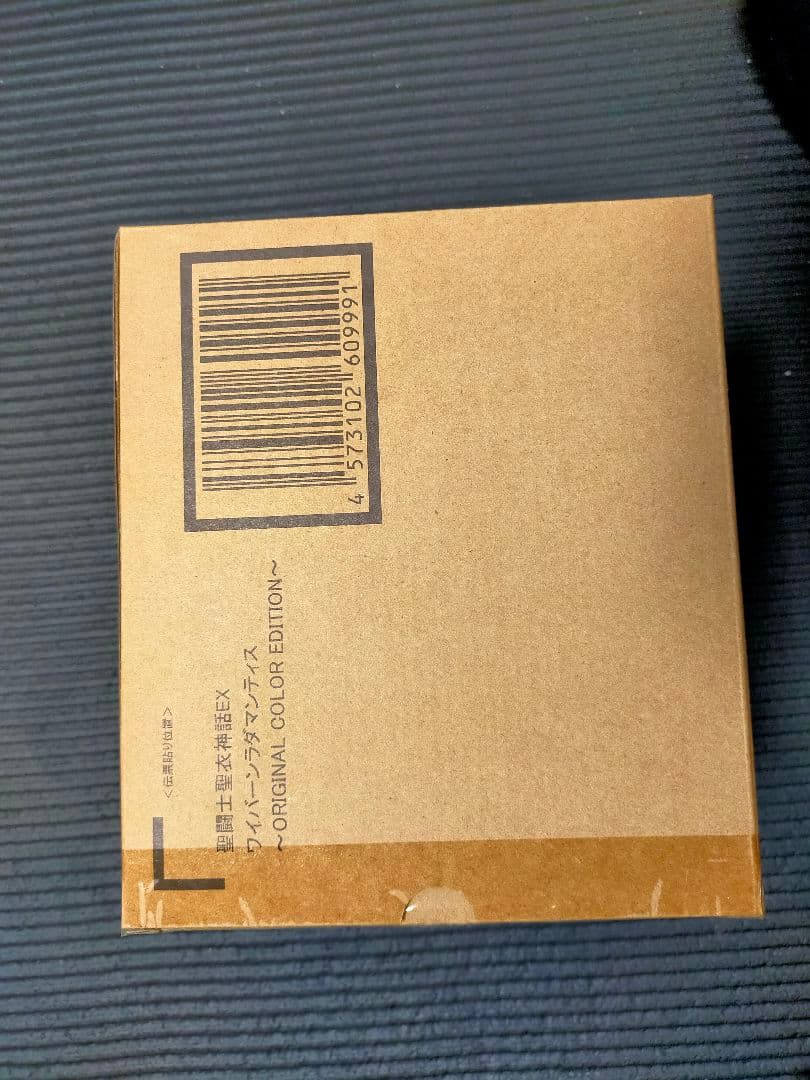 <伝票貼り位置>
聖闘士聖衣神話EX
ワイバーンラダマンティス
～ORIGINAL COLOR EDITION～
4 573102 609991